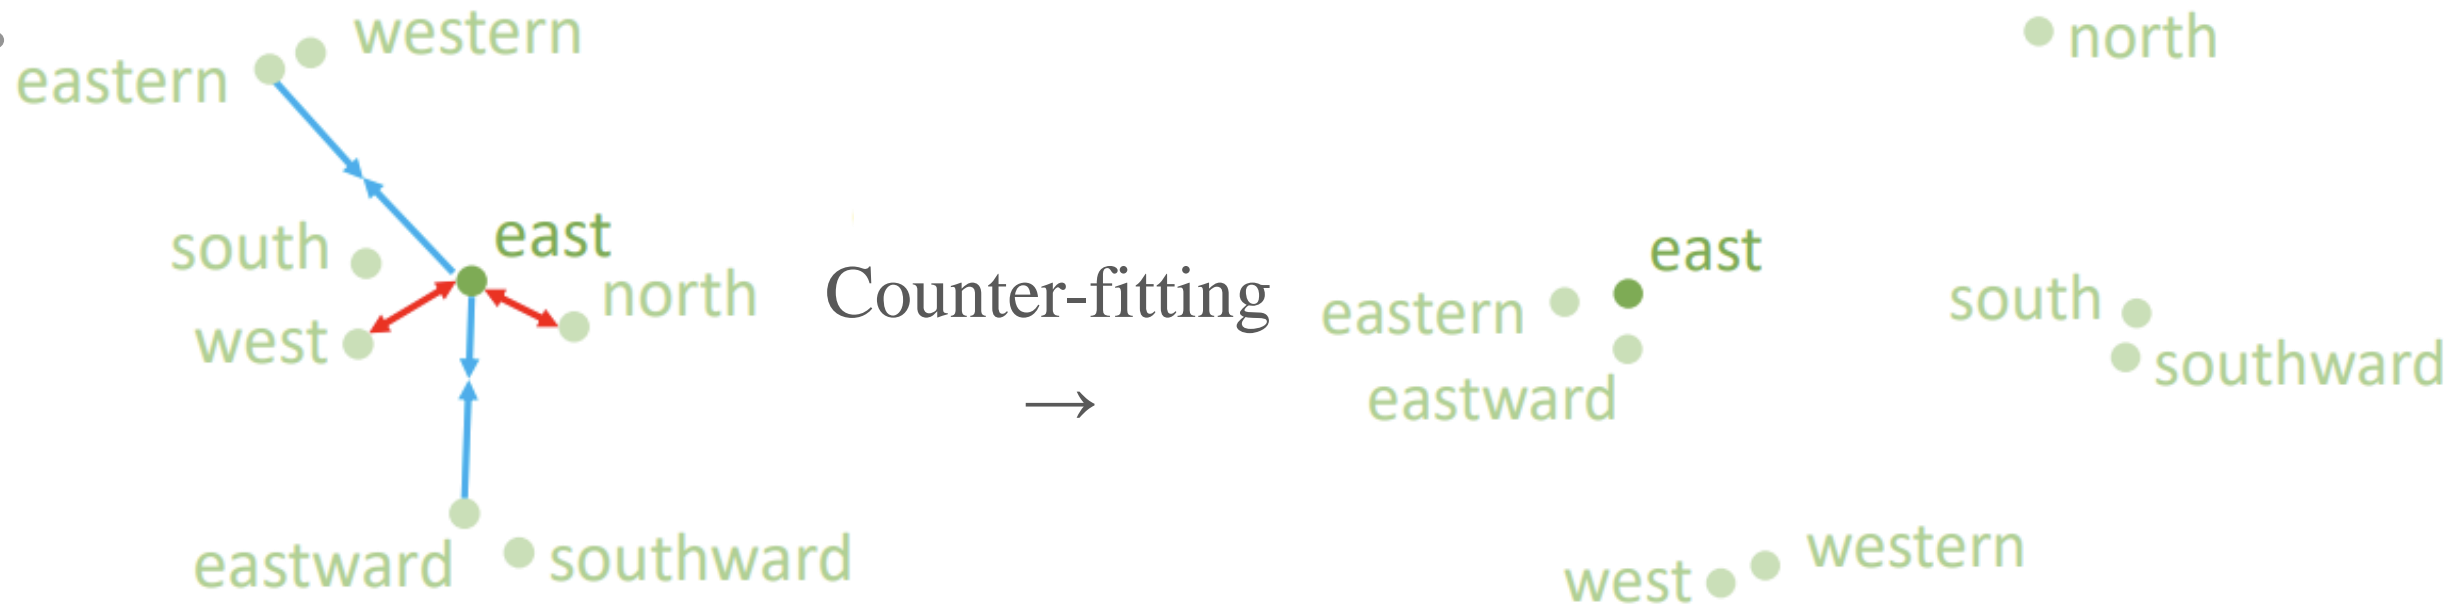 western
eastern
south
east
north
west
eastward
southward
Counter-fitting
→
north
east
eastern
south
southward
eastward
western
west